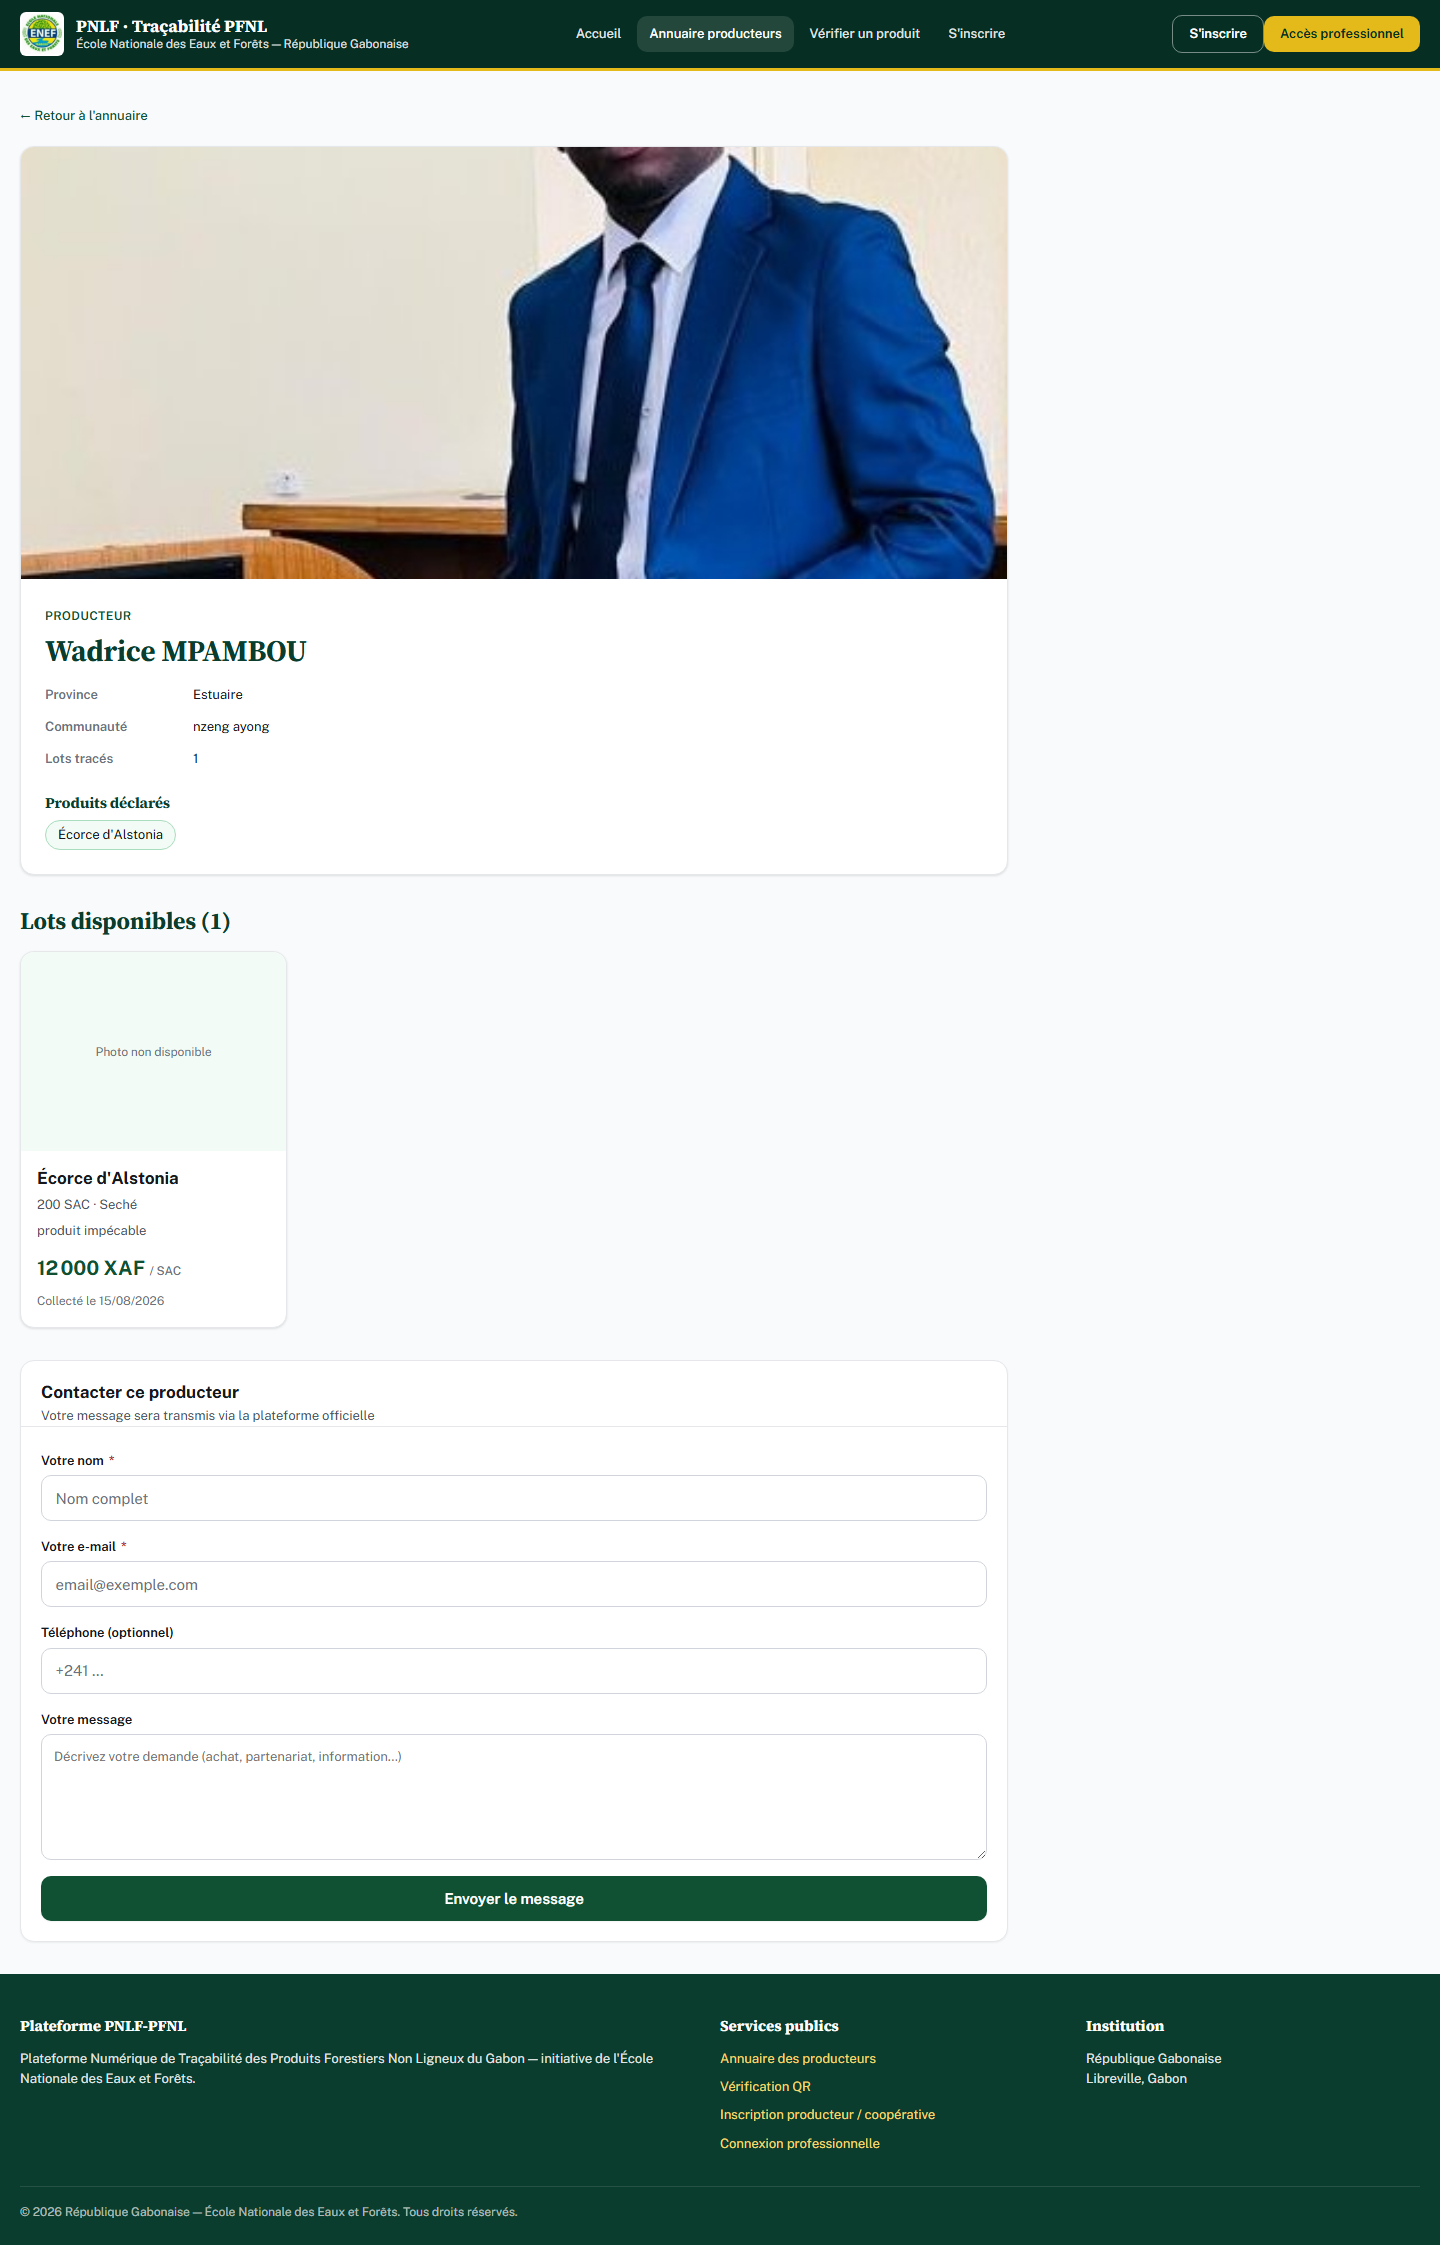 ENEF
PNLF · Traçabilité PFNL
École Nationale des Eaux et Forêts — République Gabonaise
Accueil
Annuaire producteurs
Vérifier un produit
S'inscrire
S'inscrire
Accès professionnel
← Retour à l'annuaire
PRODUCTEUR
Wadrice MPAMBOU
Province Estuaire
Communauté nzeng ayong
Lots tracés 1
Produits déclarés
Écorce d'Alstonia
Lots disponibles (1)
Photo non disponible
Écorce d'Alstonia
200 SAC · Seché
produit impécable
12 000 XAF / SAC
Collecté le 15/08/2026
Contacter ce producteur
Votre message sera transmis via la plateforme officielle
Votre nom *
Nom complet
Votre e-mail *
email@exemple.com
Téléphone (optionnel)
+241 ...
Votre message
Décrivez votre demande (achat, partenariat, information...)
Envoyer le message
Plateforme PNLF-PFNL
Plateforme Numérique de Traçabilité des Produits Forestiers Non Ligneux du Gabon — initiative de l'École
Nationale des Eaux et Forêts.
Services publics
Annuaire des producteurs
Vérification QR
Inscription producteur / coopérative
Connexion professionnelle
Institution
République Gabonaise
Libreville, Gabon
© 2026 République Gabonaise — École Nationale des Eaux et Forêts. Tous droits réservés.